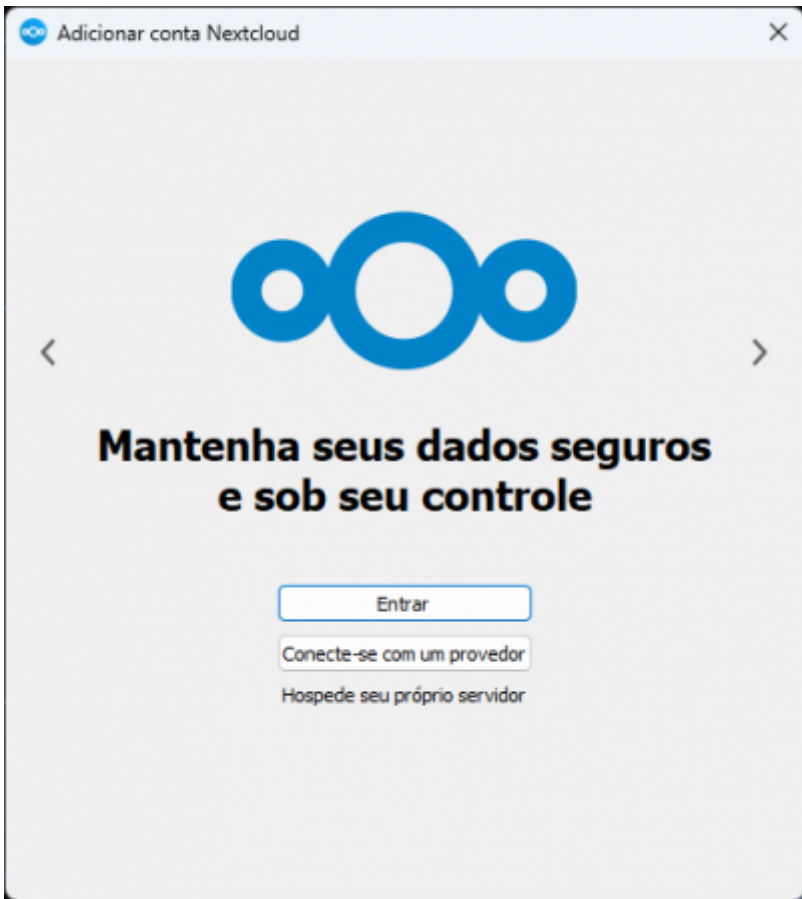 Adicionar conta Nextcloud
Mantenha seus dados seguros
e sob seu controle
Entrar
Conecte-se com um provedor
Hospede seu próprio servidor